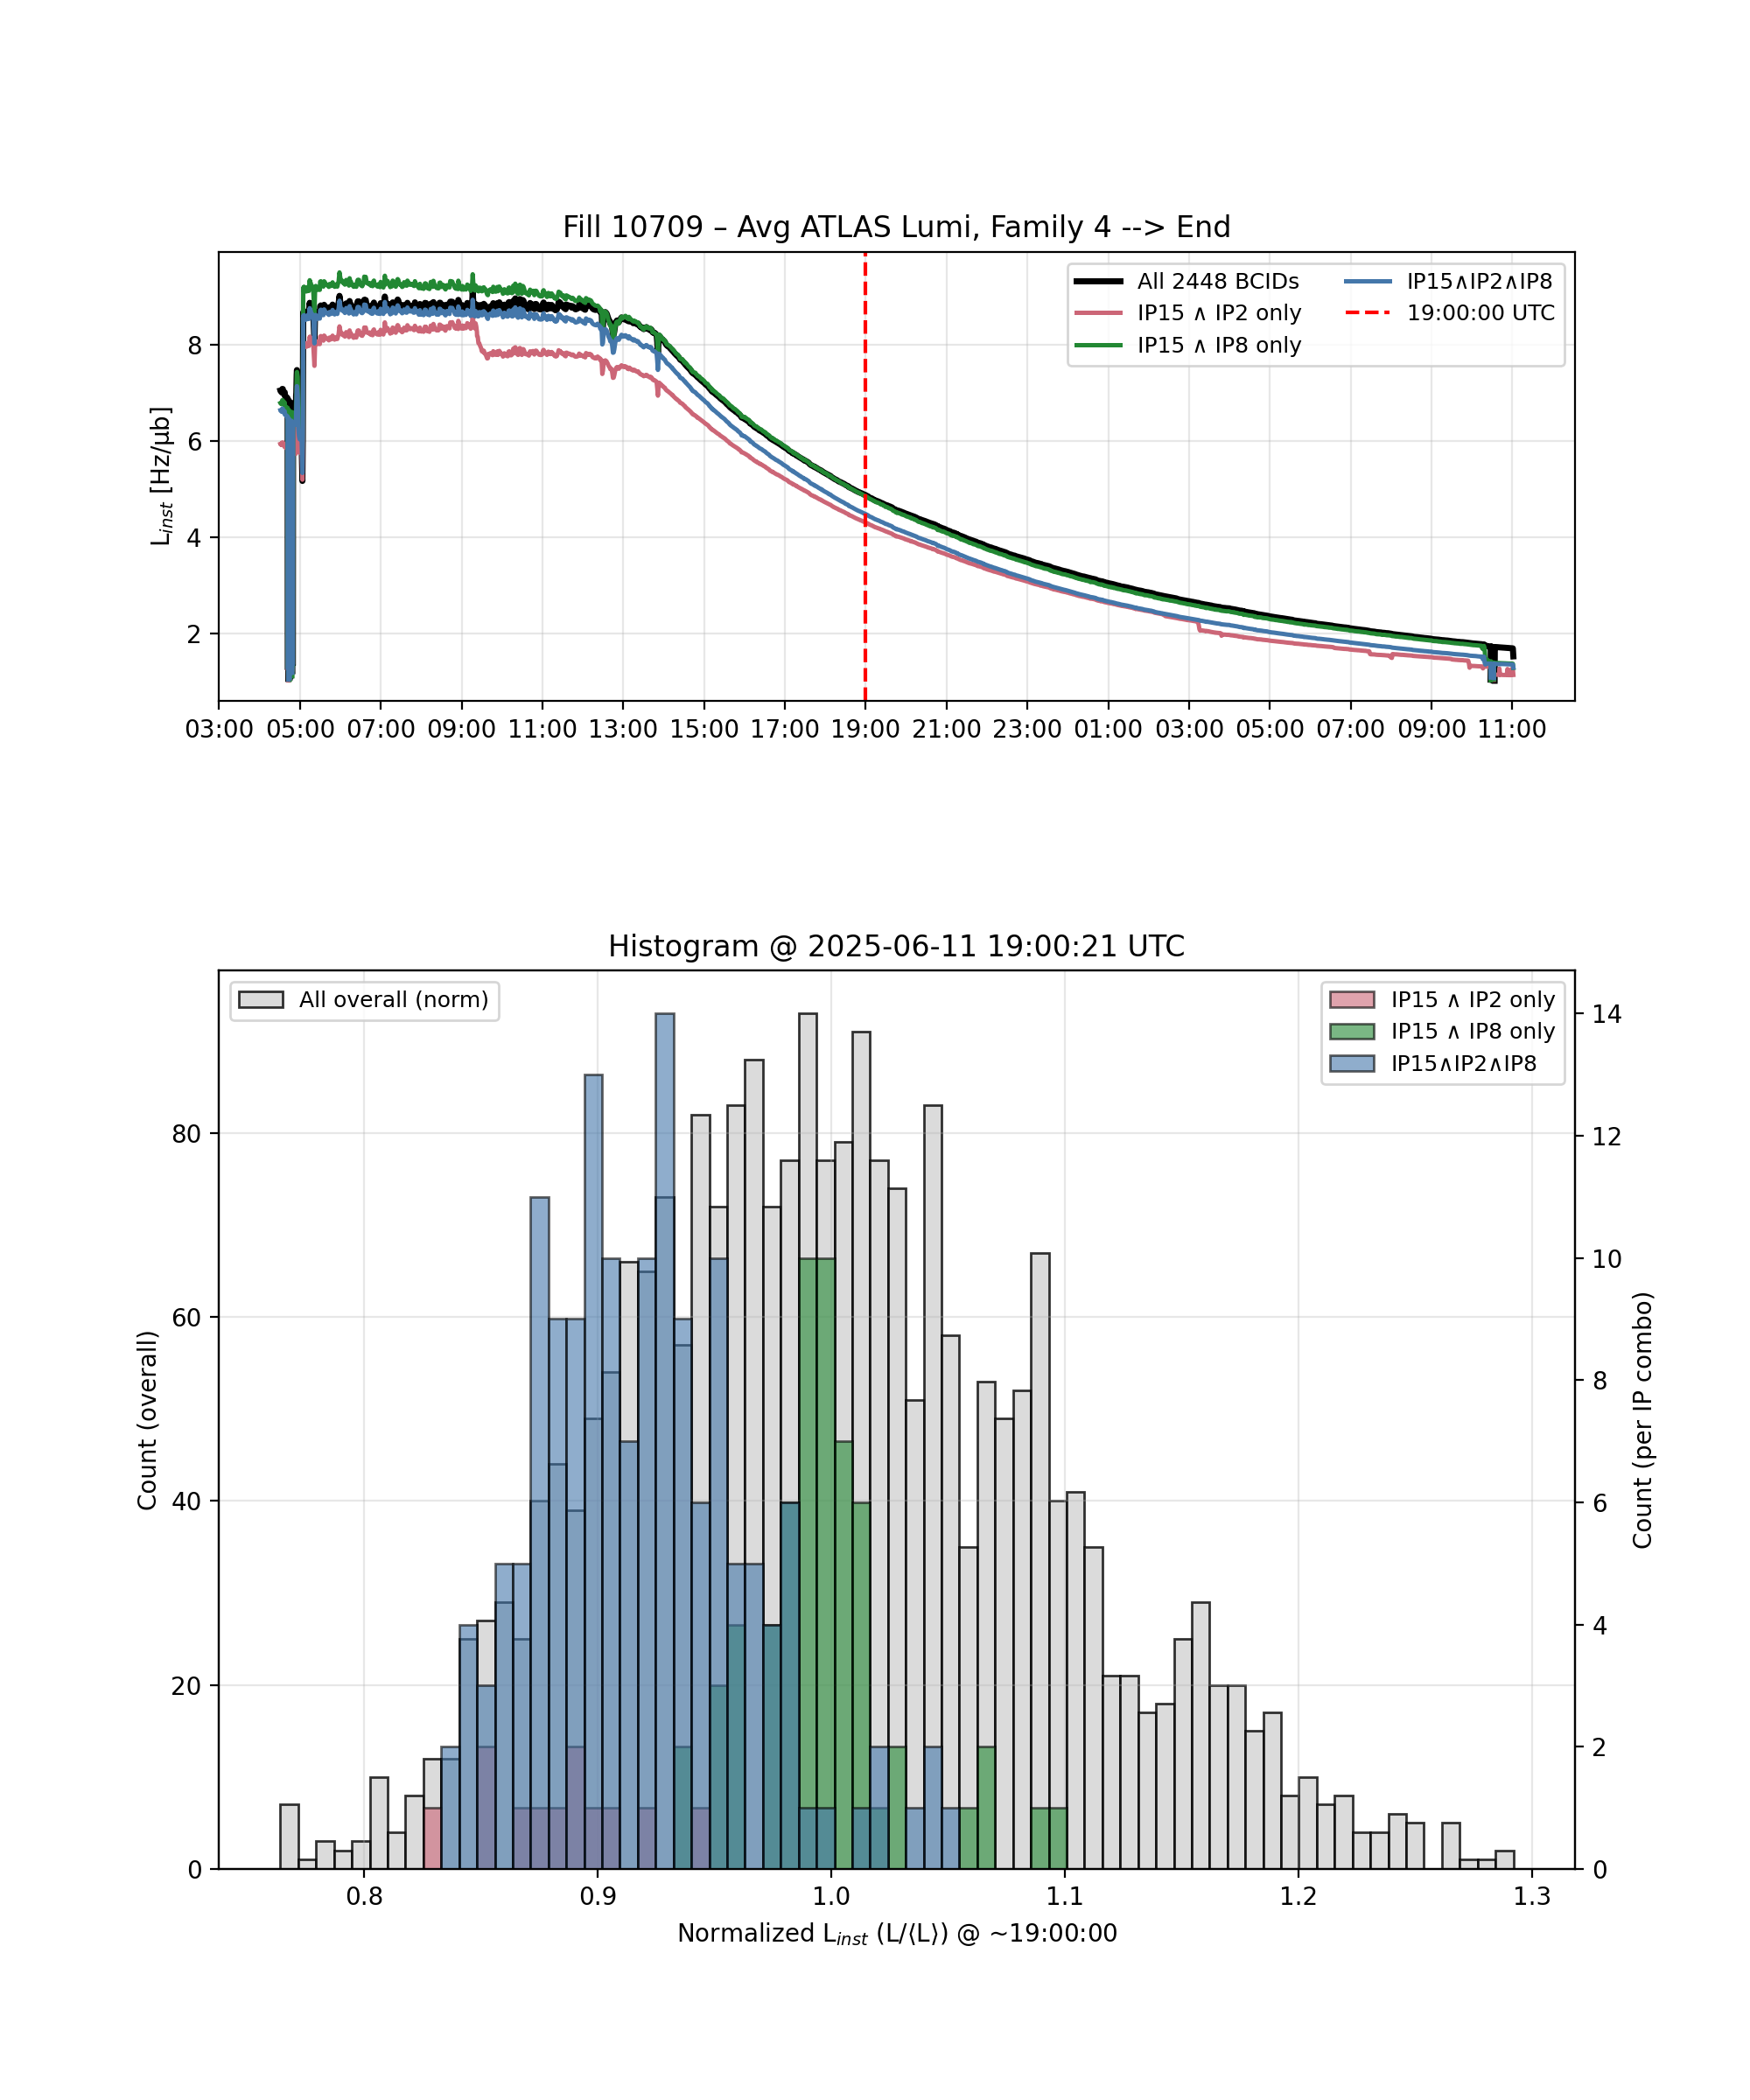 Fill 10709 – Avg ATLAS Lumi, Family 4 --> End
All 2448 BCIDs
IP15 ∧ IP2 only
IP15 ∧ IP8 only
IP15∧IP2∧IP8
19:00:00 UTC
L_inst [Hz/µb]
8
6
4
2
03:00 05:00 07:00 09:00 11:00 13:00 15:00 17:00 19:00 21:00 23:00 01:00 03:00 05:00 07:00 09:00 11:00
Histogram @ 2025-06-11 19:00:21 UTC
All overall (norm)
IP15 ∧ IP2 only
IP15 ∧ IP8 only
IP15∧IP2∧IP8
Count (overall)
80
60
40
20
0
Count (per IP combo)
14
12
10
8
6
4
2
0
0.8 0.9 1.0 1.1 1.2 1.3
Normalized L_inst (L/⟨L⟩) @ ~19:00:00